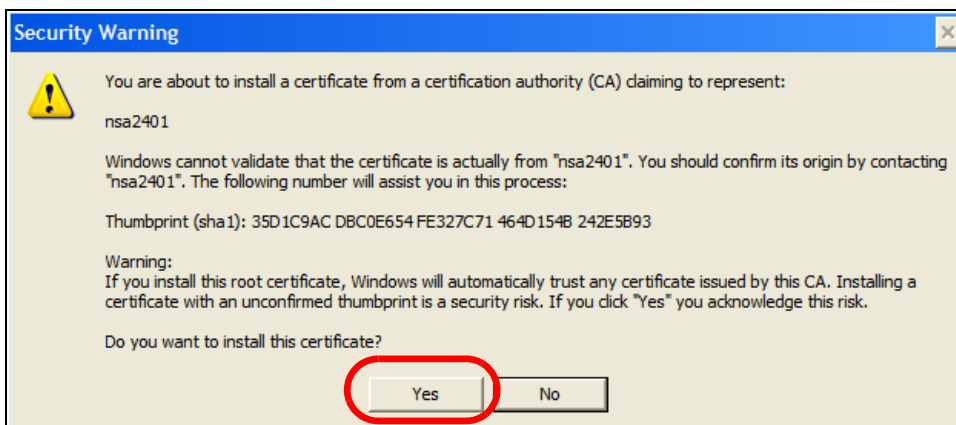 Security Warning
You are about to install a certificate from a certification authority (CA) claiming to represent:
nsa2401
Windows cannot validate that the certificate is actually from "nsa2401". You should confirm its origin by contacting
"nsa2401". The following number will assist you in this process:
Thumbprint (sha1): 35D1C9AC DBC0E654 FE327C71 464D154B 242E5B93
Warning:
If you install this root certificate, Windows will automatically trust any certificate issued by this CA. Installing a
certificate with an unconfirmed thumbprint is a security risk. If you click "Yes" you acknowledge this risk.
Do you want to install this certificate?
Yes No